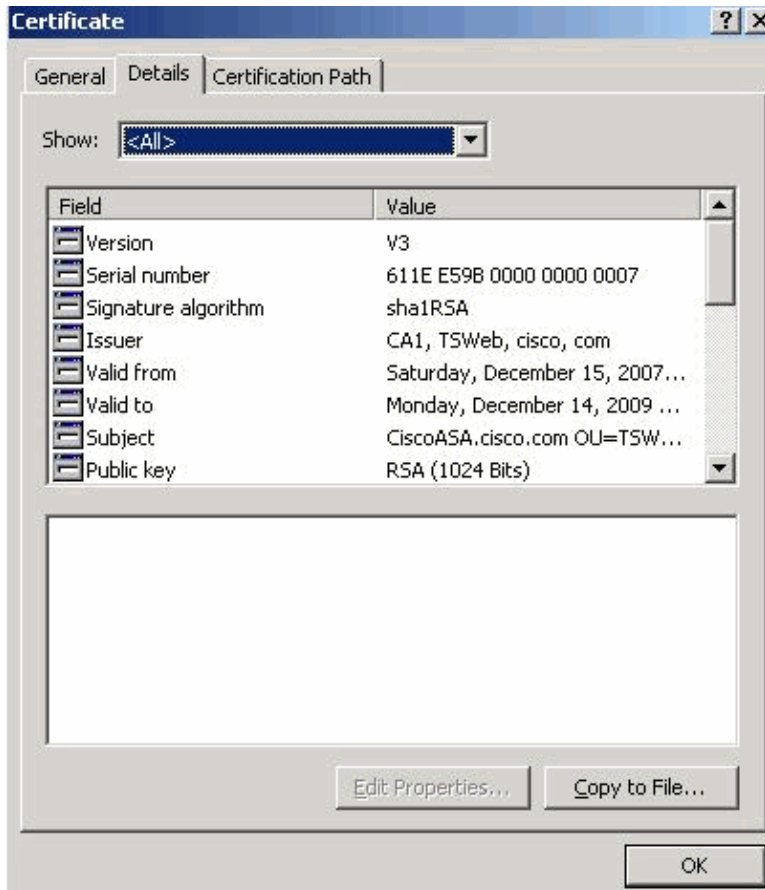 Certificate
General Details Certification Path
Show: <All>
Field Value
Version V3
Serial number 611E E59B 0000 0000 0007
Signature algorithm sha1RSA
Issuer CA1, TSWeb, cisco, com
Valid from Saturday, December 15, 2007...
Valid to Monday, December 14, 2009 ...
Subject CiscoASA.cisco.com OU=TSW...
Public key RSA (1024 Bits)
Edit Properties... Copy to File...
OK